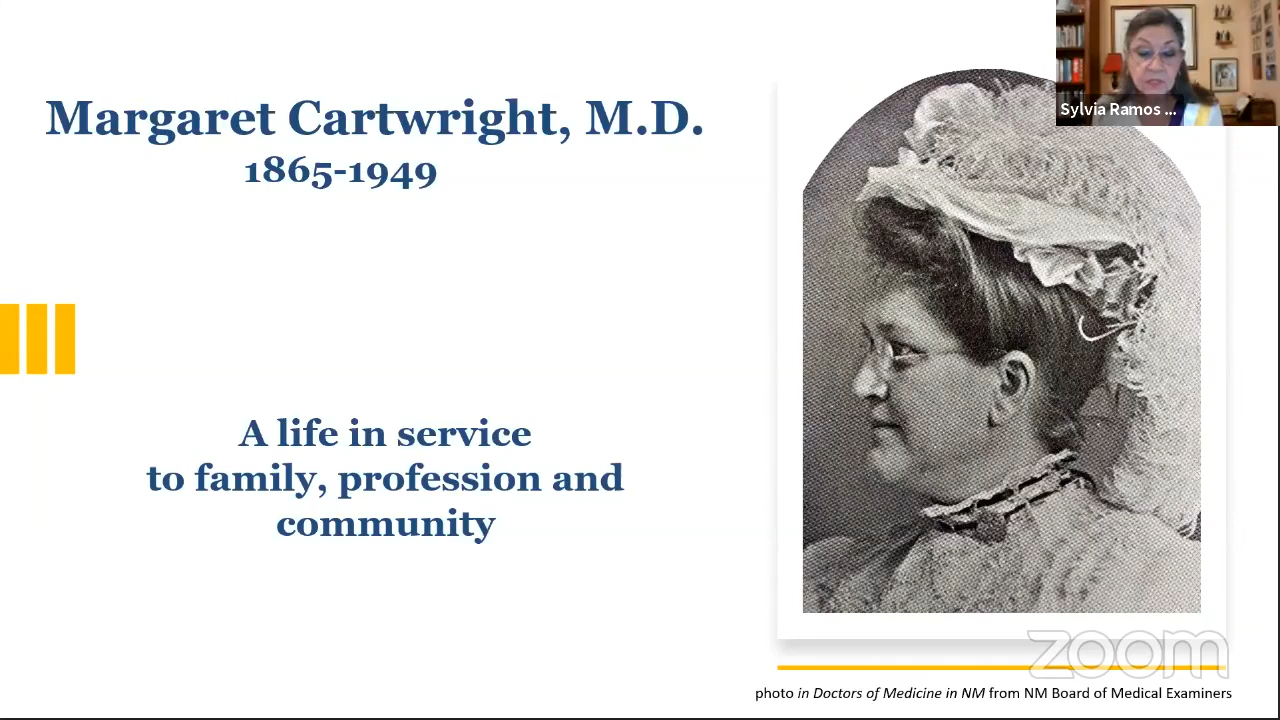 Margaret Cartwright, M.D.
1865-1949
A life in service
to family, profession and
community
Sylvia Ramos ...
zoom
photo in Doctors of Medicine in NM from NM Board of Medical Examiners